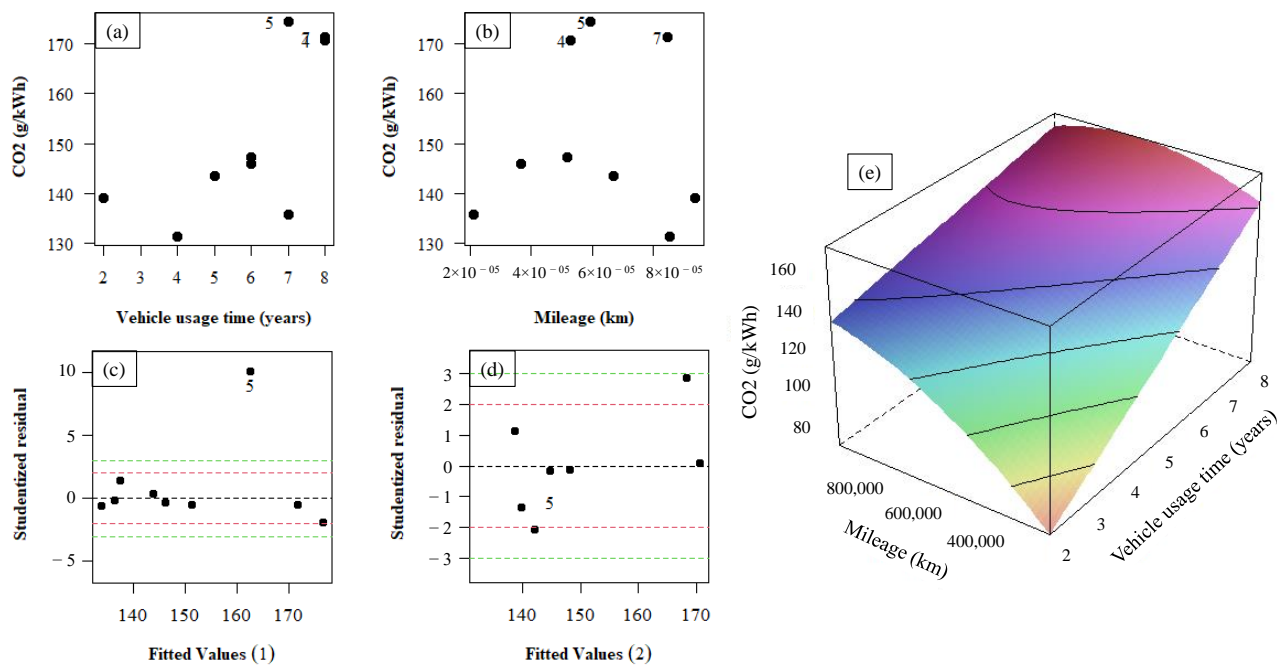 (a)
5
7
4
170
160
150
140
130
CO2 (g/kWh)
2 3 4 5 6 7 8
Vehicle usage time (years)
(b)
5
4
7
170
160
150
140
130
CO2 (g/kWh)
2×10⁻⁰⁵ 4×10⁻⁰⁵ 6×10⁻⁰⁵ 8×10⁻⁰⁵
Mileage (km)
(c)
10
5
5
0
−5
Studentized residual
140 150 160 170
Fitted Values (1)
(d)
3
2
1
0
5
−1
−2
−3
Studentized residual
140 150 160 170
Fitted Values (2)
(e)
160
140
120
100
80
CO2 (g/kWh)
800,000
600,000
400,000
Mileage (km)
2 3 4 5 6 7 8
Vehicle usage time (years)